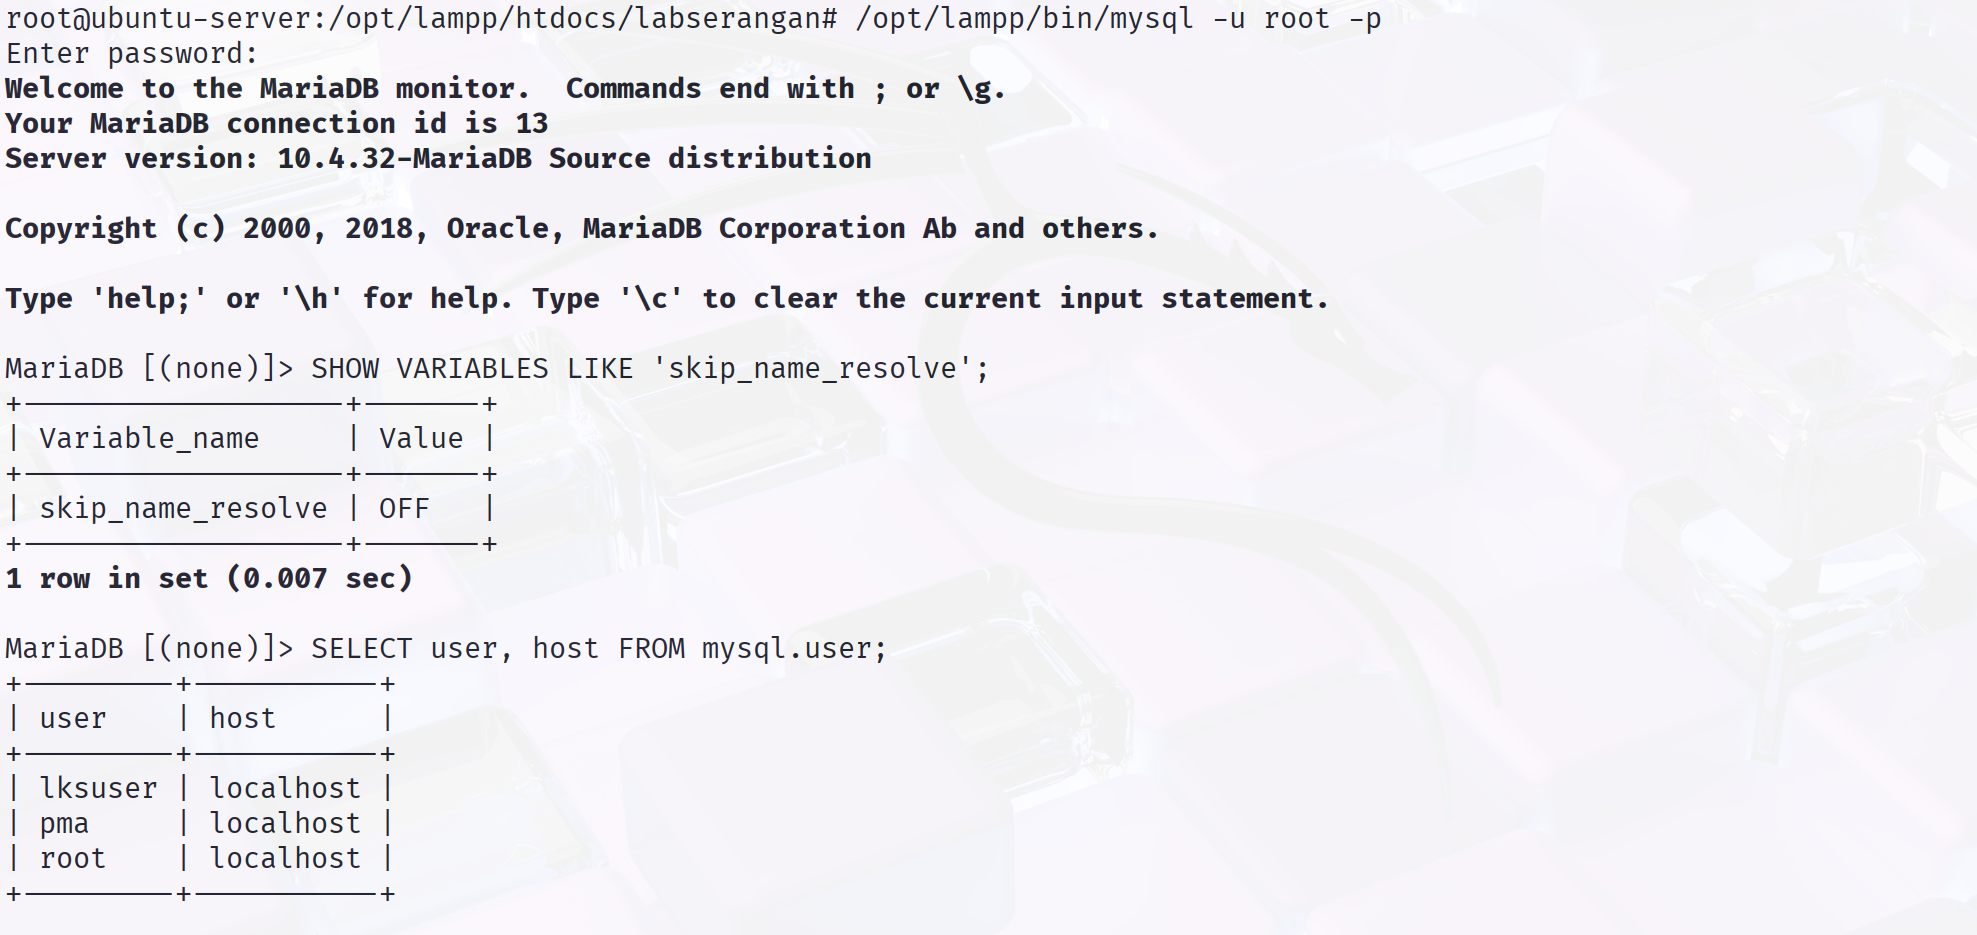 root@ubuntu-server:/opt/lampp/htdocs/labserangan# /opt/lampp/bin/mysql -u root -p
Enter password:
Welcome to the MariaDB monitor.  Commands end with ; or \g.
Your MariaDB connection id is 13
Server version: 10.4.32-MariaDB Source distribution

Copyright (c) 2000, 2018, Oracle, MariaDB Corporation Ab and others.

Type 'help;' or '\h' for help. Type '\c' to clear the current input statement.

MariaDB [(none)]> SHOW VARIABLES LIKE 'skip_name_resolve';
+-------------------+-------+
| Variable_name     | Value |
+-------------------+-------+
| skip_name_resolve | OFF   |
+-------------------+-------+
1 row in set (0.007 sec)

MariaDB [(none)]> SELECT user, host FROM mysql.user;
+---------+-----------+
| user    | host      |
+---------+-----------+
| lksuser | localhost |
| pma     | localhost |
| root    | localhost |
+---------+-----------+